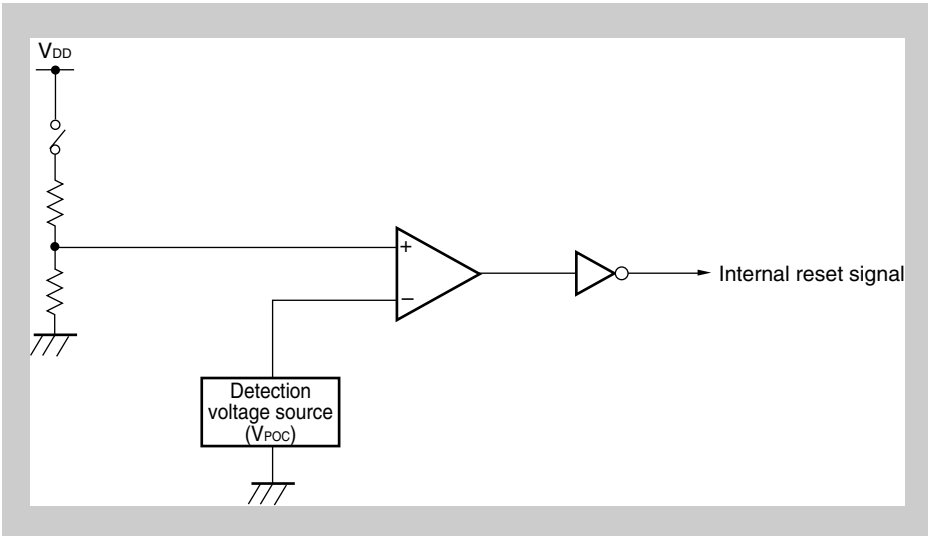 VDD
+
−
Internal reset signal
Detection
voltage source
(VPOC)